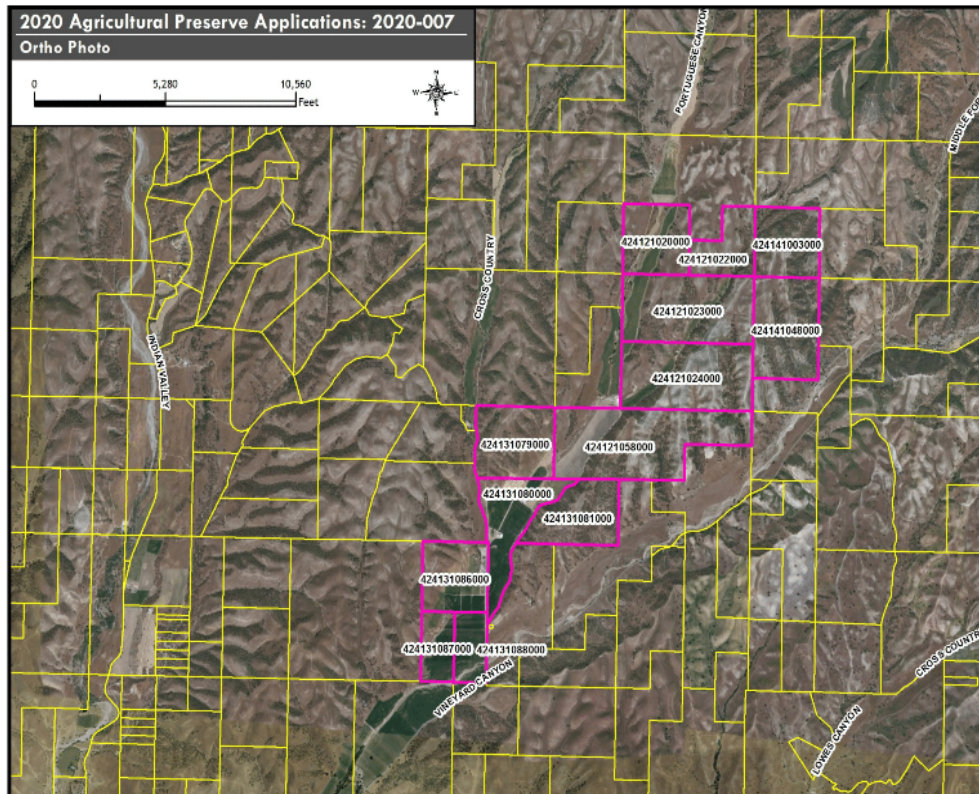 2020 Agricultural Preserve Applications: 2020-007
Ortho Photo
0 5,280 10,560
Feet
N
W E
S
PORTUGUESE CANYON
MIDDLE FOR
CROSS COUNTRY
INDIAN VALLEY
424121020000
424121022000
424141003000
424121023000
424141048000
424121024000
424131079000
424121058000
424131080000
424131081000
424131086000
424131087000
424131088000
VINEYARD CANYON
CROSS COUNTR
LOWES CANYON